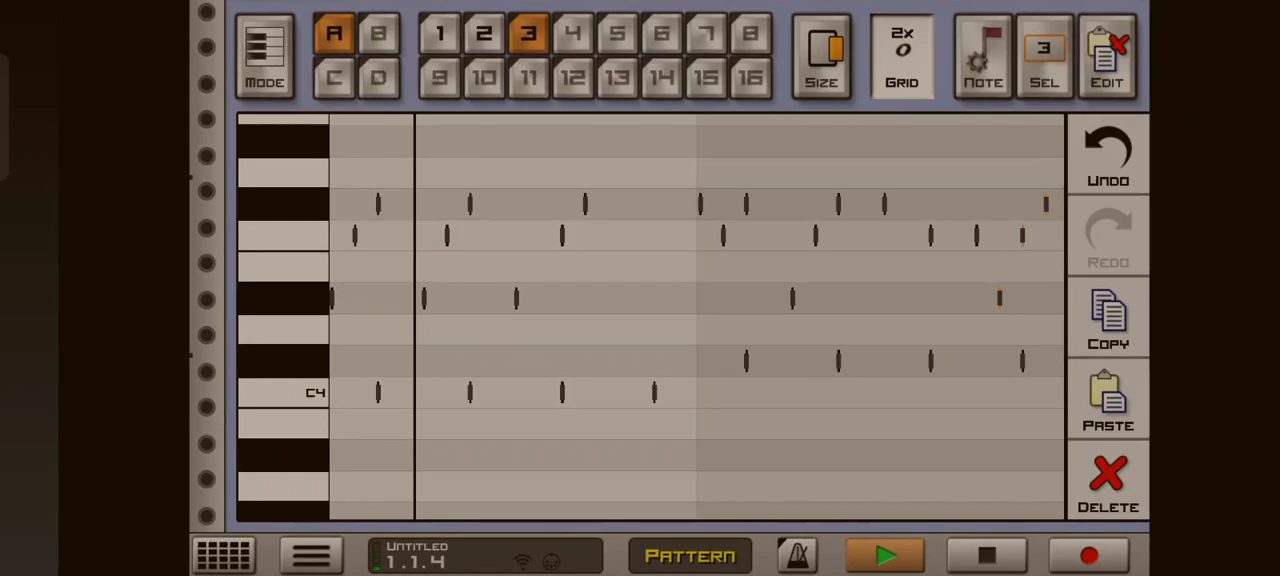 A B 1 2 3 4 5 6 7 8 2x
MODE C D 9 10 11 12 13 14 15 16 SIZE GRID NOTE 3 SEL EDIT
UNDO
REDO
COPY
C4
PASTE
DELETE
UNTITLED
1.1.4
PATTERN